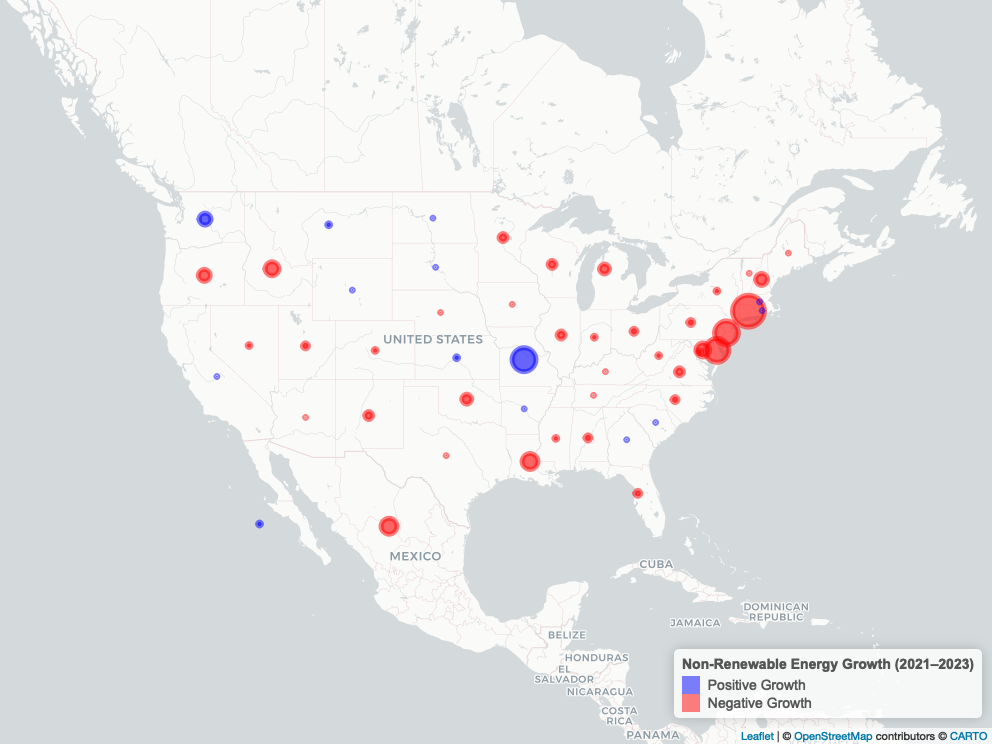 UNITED STATES
MEXICO
CUBA
DOMINICAN
REPUBLIC
JAMAICA
BELIZE
HONDURAS
EL
SALVADOR
NICARAGUA
COSTA
RICA
PANAMA
Non-Renewable Energy Growth (2021–2023)
Positive Growth
Negative Growth
Leaflet | © OpenStreetMap contributors © CARTO